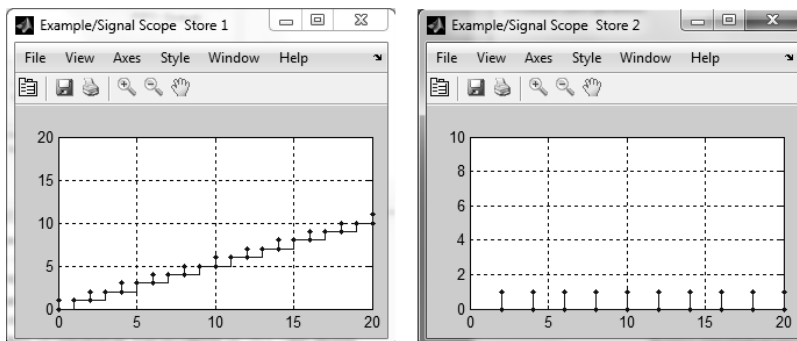 Example/Signal Scope Store 1
File View Axes Style Window Help
20
15
10
5
0
0 5 10 15 20
Example/Signal Scope Store 2
File View Axes Style Window Help
10
8
6
4
2
0
0 5 10 15 20